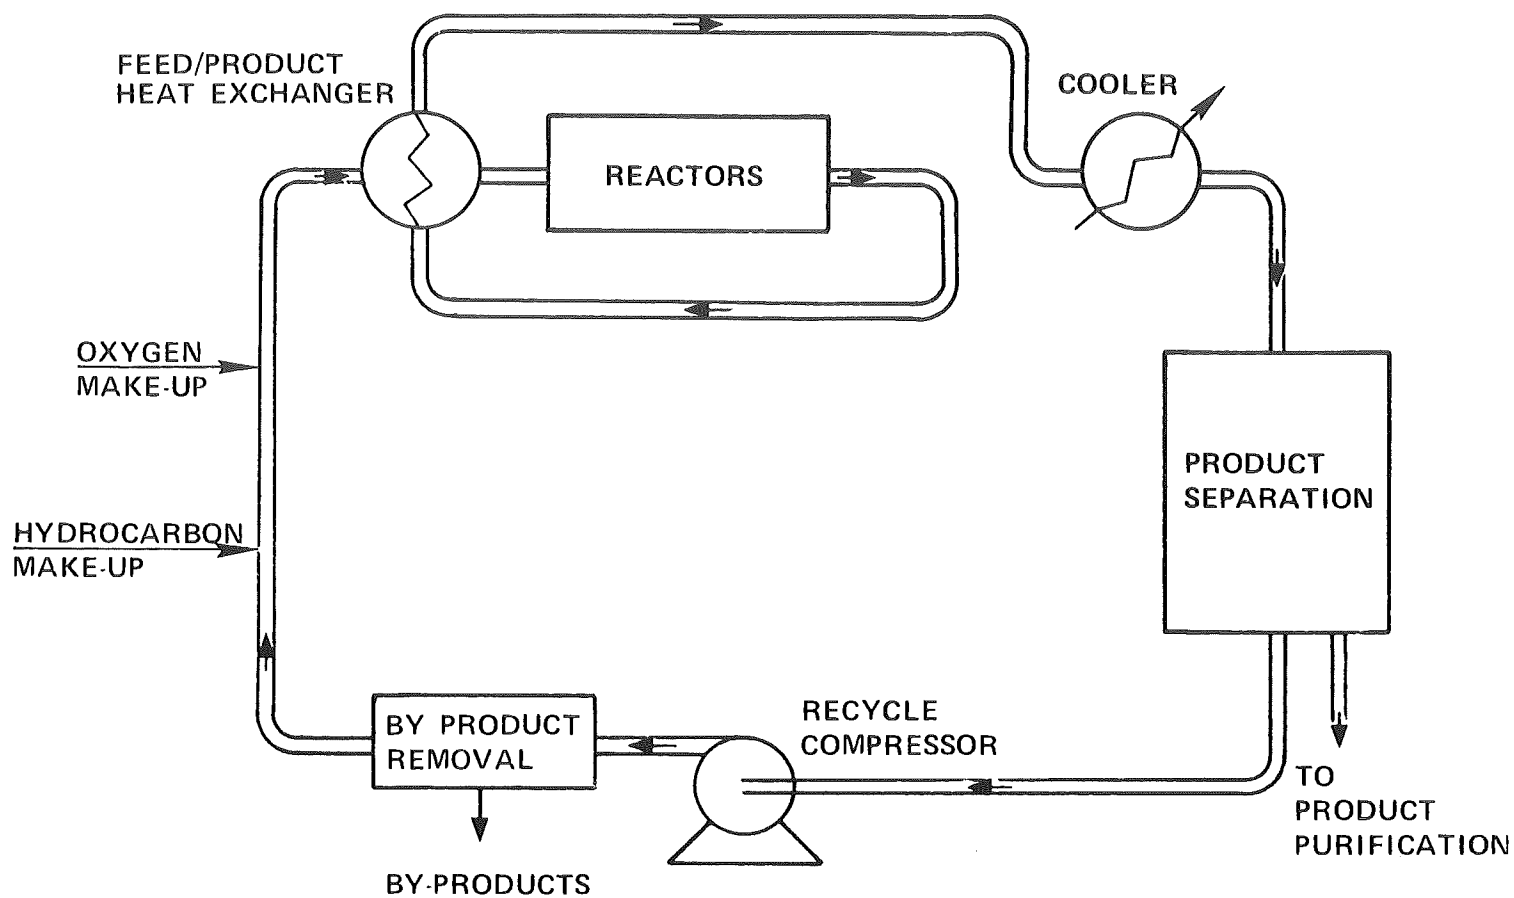 FEED/PRODUCT
HEAT EXCHANGER
COOLER
REACTORS
OXYGEN
MAKE-UP
PRODUCT
SEPARATION
HYDROCARBON
MAKE-UP
RECYCLE
COMPRESSOR
BY PRODUCT
REMOVAL
TO
PRODUCT
PURIFICATION
BY-PRODUCTS